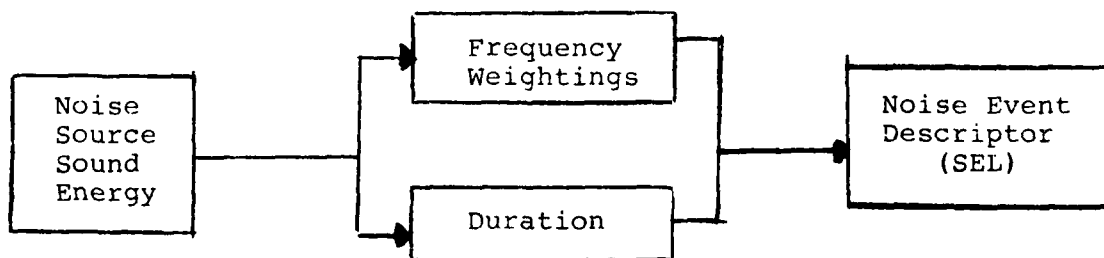 Noise
Source
Sound
Energy
Frequency
Weightings
Duration
Noise Event
Descriptor
(SEL)